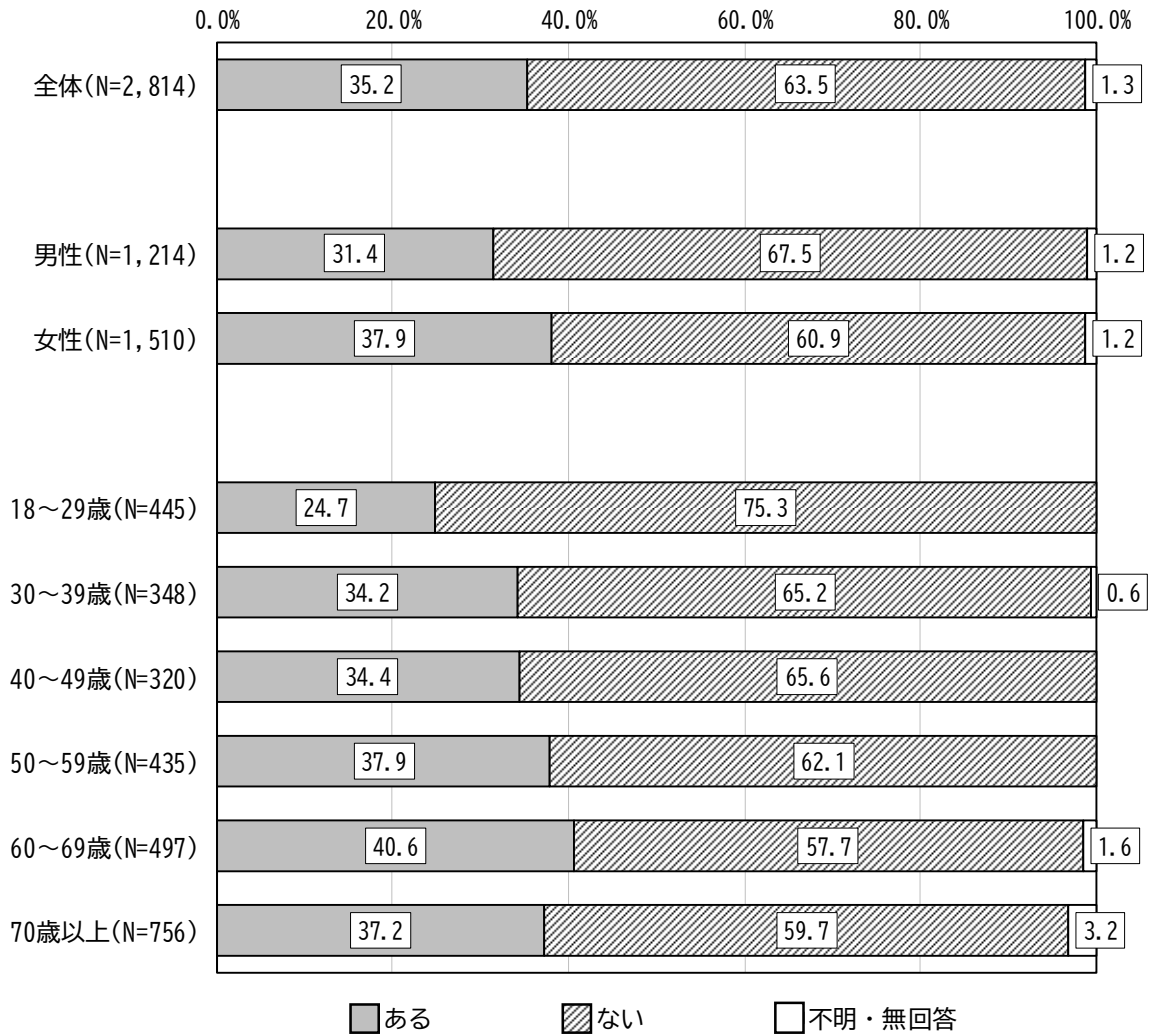 0.0% 20.0% 40.0% 60.0% 80.0% 100.0%
全体(N=2,814) 35.2 63.5 1.3
男性(N=1,214) 31.4 67.5 1.2
女性(N=1,510) 37.9 60.9 1.2
18～29歳(N=445) 24.7 75.3
30～39歳(N=348) 34.2 65.2 0.6
40～49歳(N=320) 34.4 65.6
50～59歳(N=435) 37.9 62.1
60～69歳(N=497) 40.6 57.7 1.6
70歳以上(N=756) 37.2 59.7 3.2
ある ない 不明・無回答